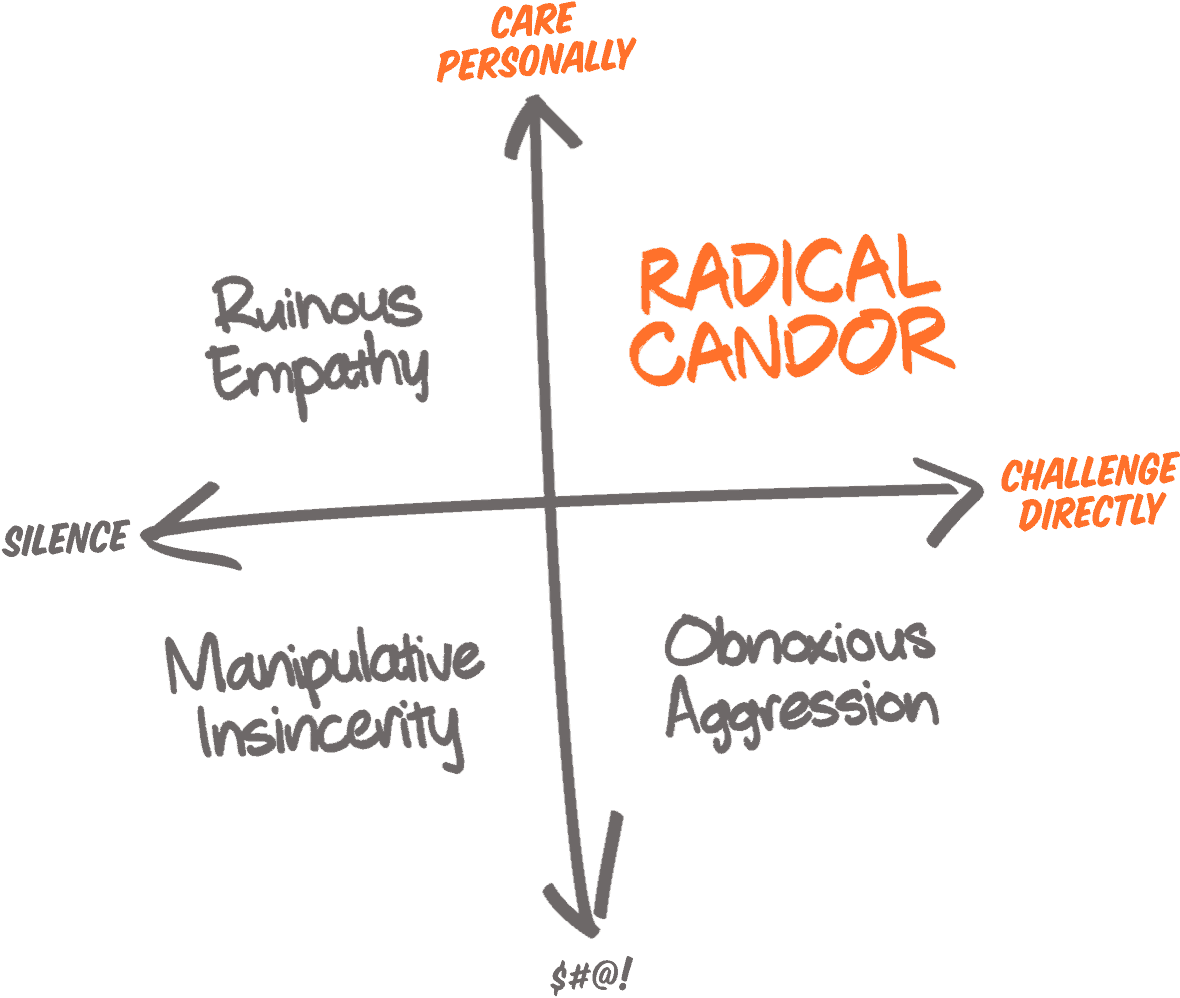 CARE
PERSONALLY
Ruinous
Empathy
RADICAL
CANDOR
SILENCE
CHALLENGE
DIRECTLY
Manipulative
Insincerity
Obnoxious
Aggression
$#@!